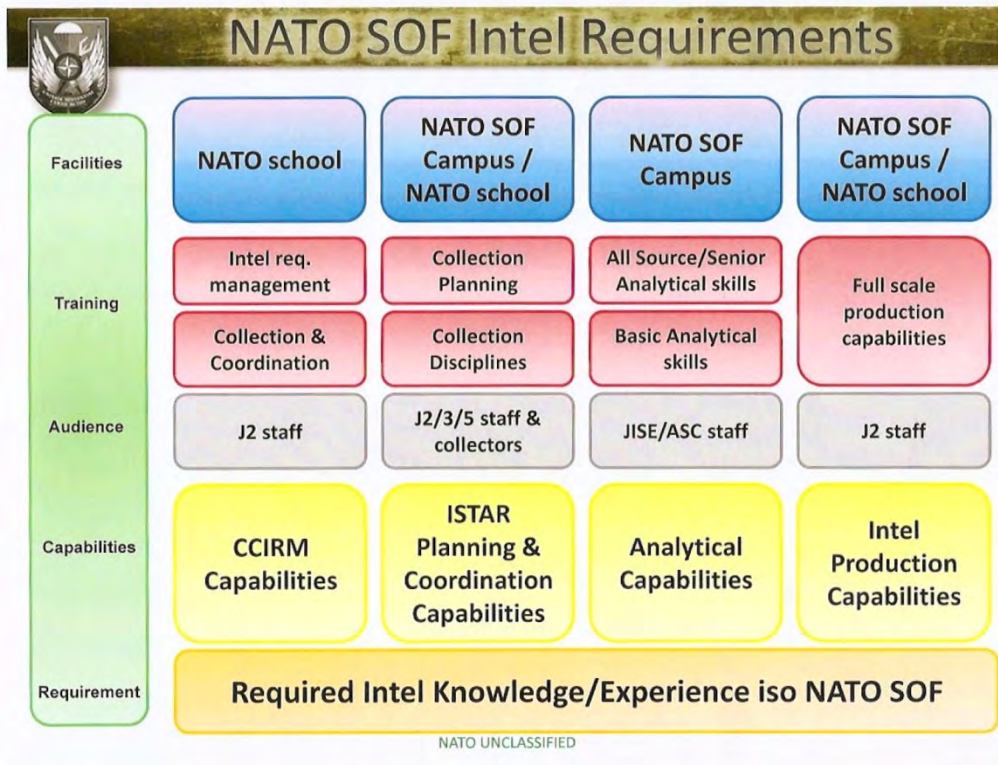 NATO SOF Intel Requirements
Facilities
NATO school
NATO SOF
Campus /
NATO school
NATO SOF
Campus
NATO SOF
Campus /
NATO school
Training
Intel req.
management
Collection
Planning
All Source/Senior
Analytical skills
Full scale
production
capabilities
Collection &
Coordination
Collection
Disciplines
Basic Analytical
skills
Audience
J2 staff
J2/3/5 staff &
collectors
JISE/ASC staff
J2 staff
Capabilities
CCIRM
Capabilities
ISTAR
Planning &
Coordination
Capabilities
Analytical
Capabilities
Intel
Production
Capabilities
Requirement
Required Intel Knowledge/Experience iso NATO SOF
NATO UNCLASSIFIED